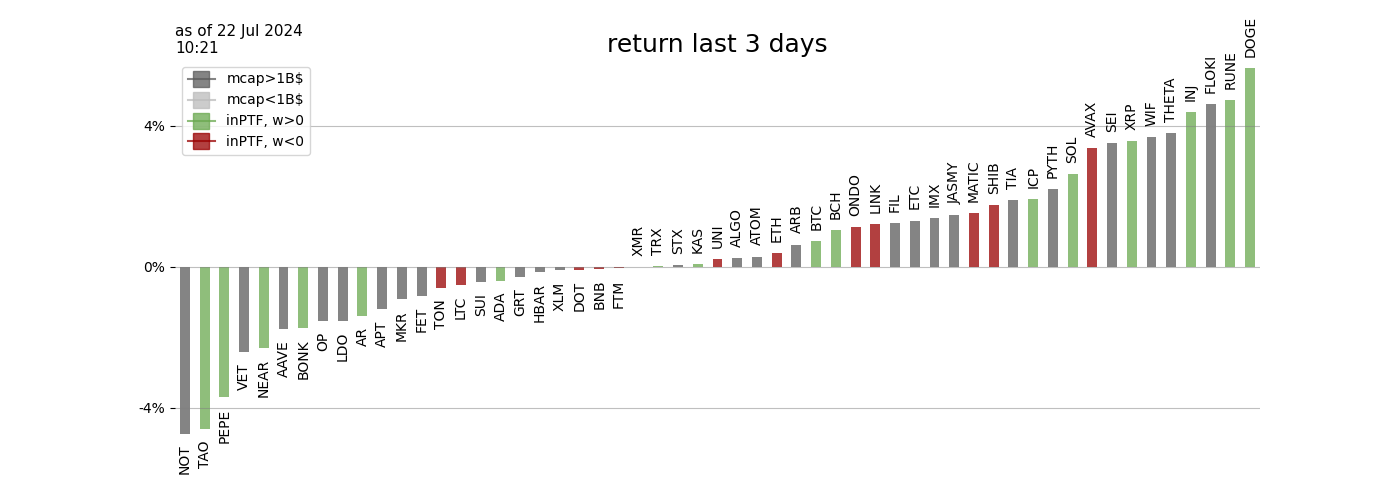 as of 22 Jul 2024
10:21
return last 3 days
mcap>1B$
mcap<1B$
inPTF, w>0
inPTF, w<0
4%
0%
-4%
NOT
TAO
PEPE
VET
NEAR
AAVE
BONK
OP
LDO
AR
APT
MKR
FET
TON
LTC
SUI
ADA
GRT
HBAR
XLM
DOT
BNB
FTM
XMR
TRX
STX
KAS
UNI
ALGO
ATOM
ETH
ARB
BTC
BCH
ONDO
LINK
FIL
ETC
IMX
JASMY
MATIC
SHIB
TIA
ICP
PYTH
SOL
AVAX
SEI
XRP
WIF
THETA
INJ
FLOKI
RUNE
DOGE